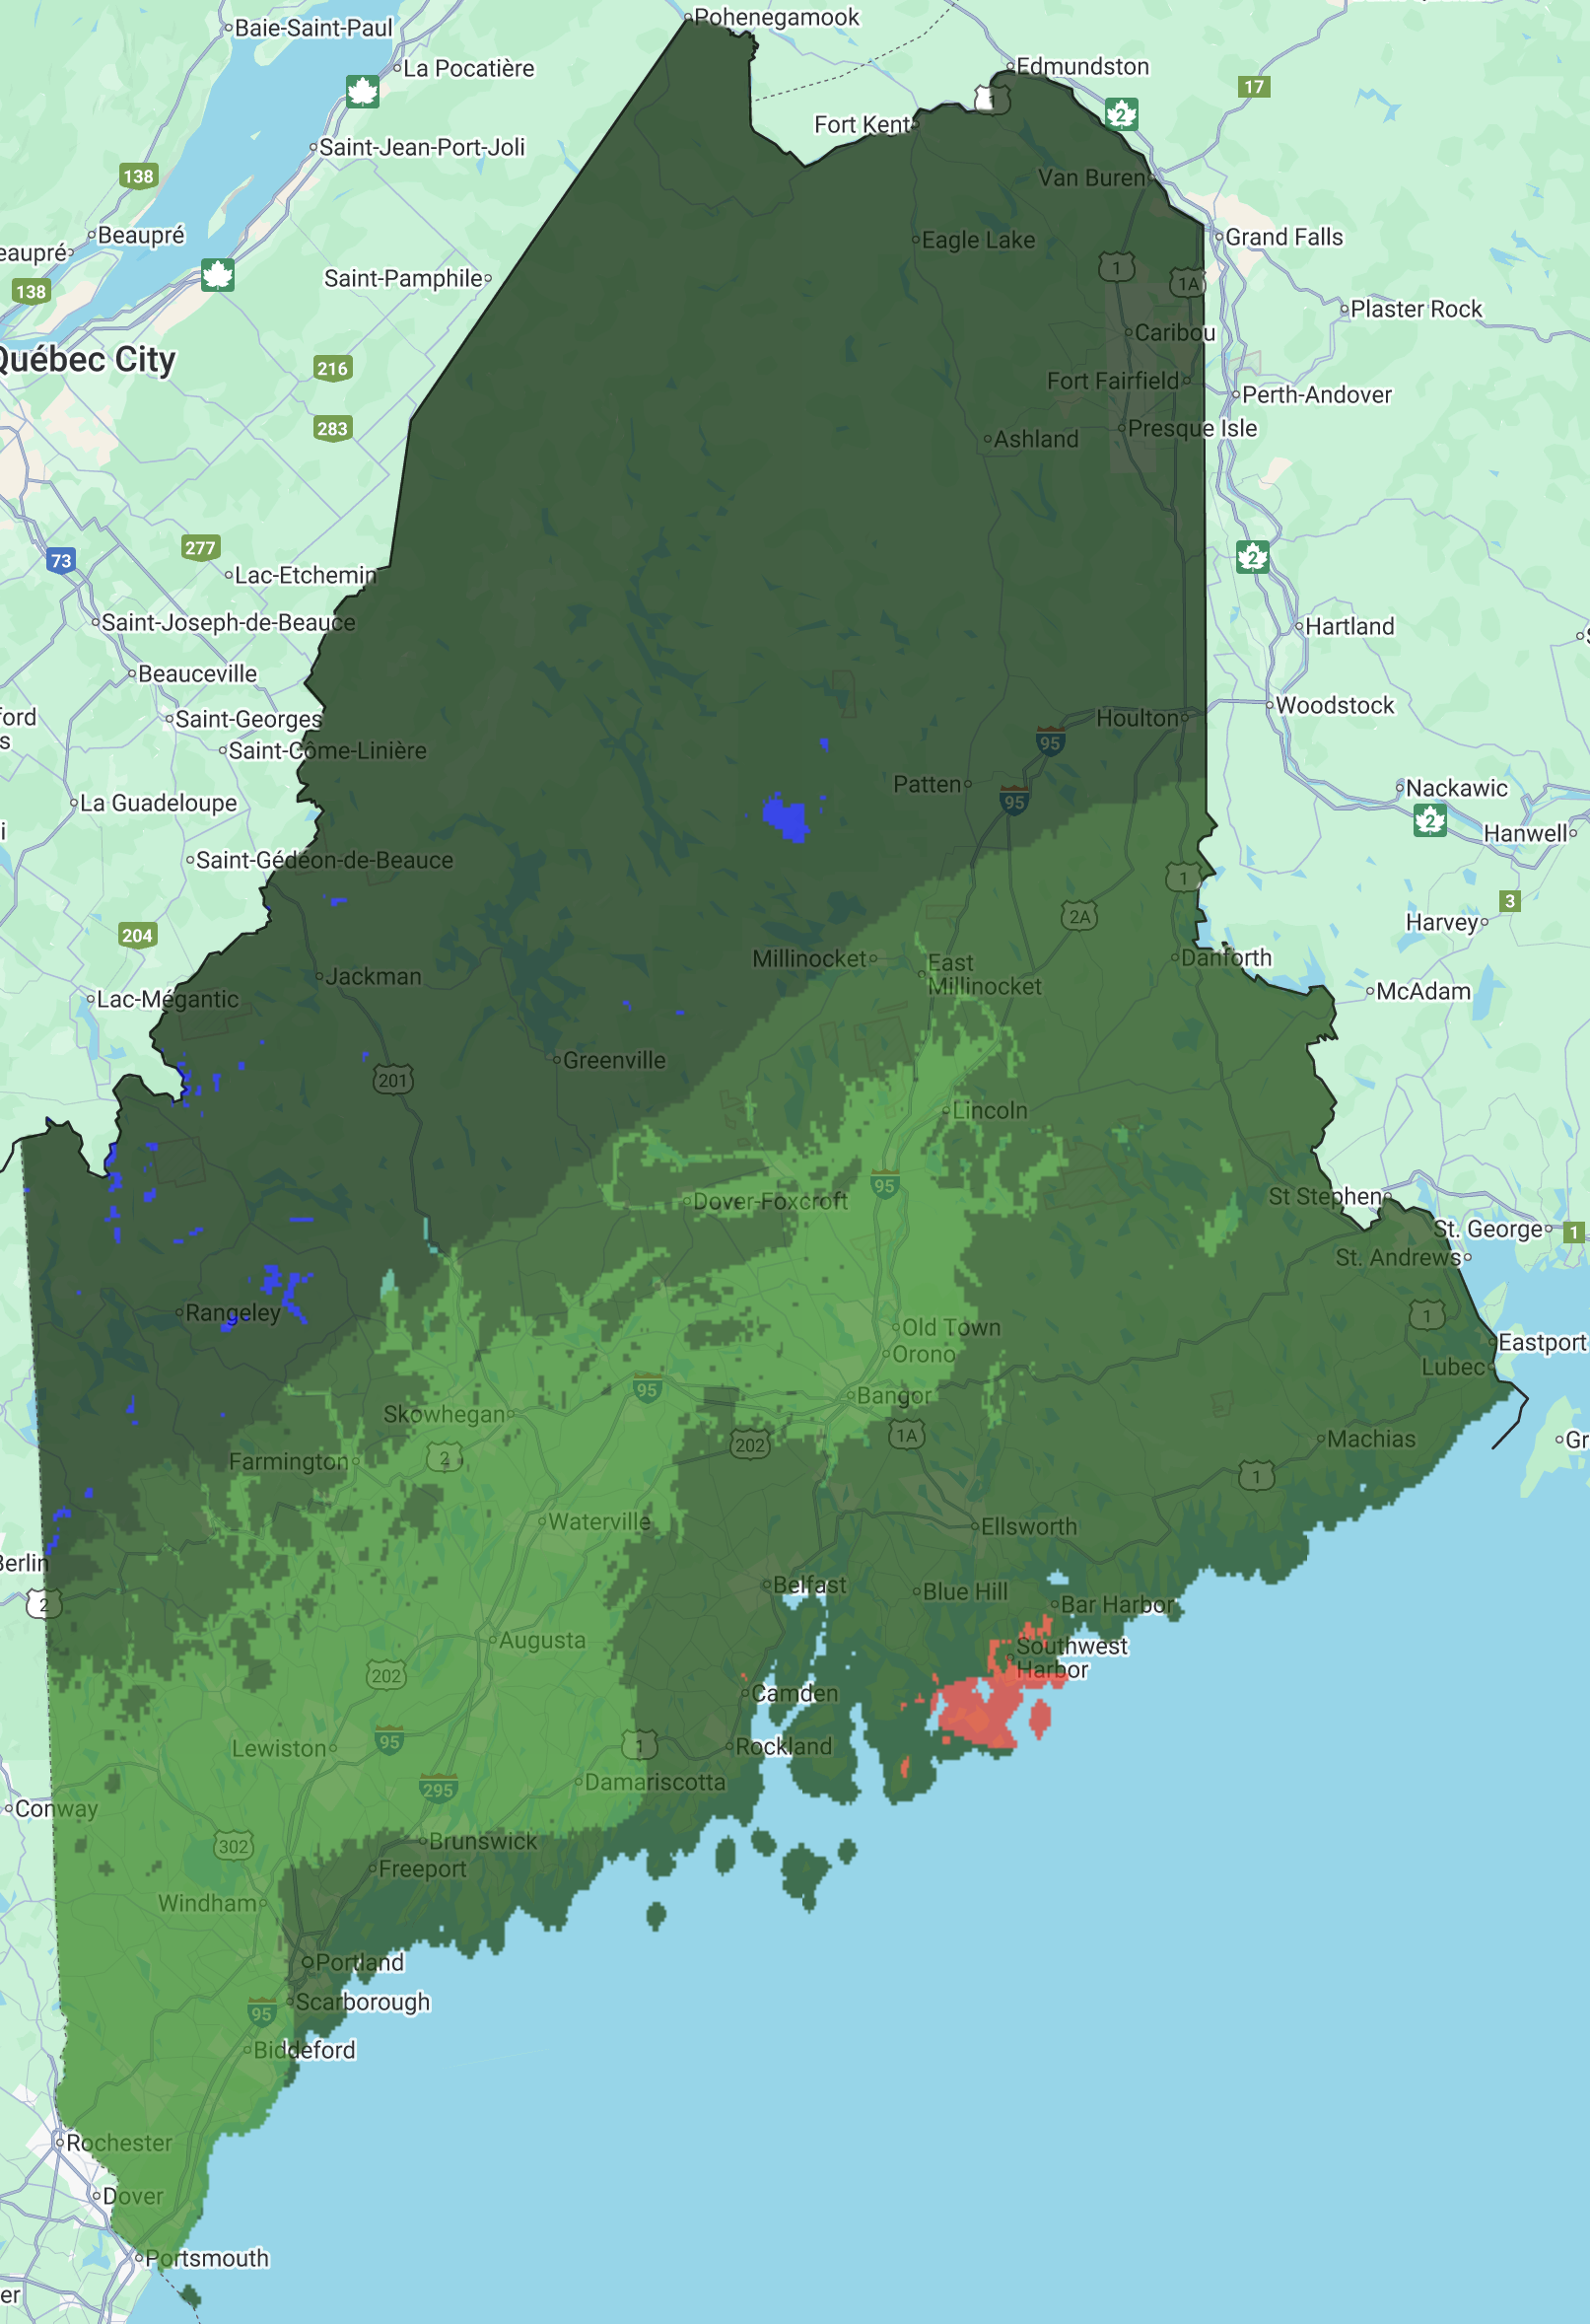 Pohenegamook
Baie-Saint-Paul
La Pocatière
Edmundston
17
1
2
Fort Kent
Saint-Jean-Port-Joli
138
Van Buren
Beaupré
Grand Falls
eaupré
Eagle Lake
1
Saint-Pamphile
1A
138
Plaster Rock
Caribou
Québec City
216
Fort Fairfield
Perth-Andover
283
Presque Isle
Ashland
277
2
73
Lac-Etchemin
Saint-Joseph-de-Beauce
Hartland
Beauceville
Woodstock
ford
s
Saint-Georges
Houlton
95
Saint-Côme-Linière
Patten
Nackawic
95
La Guadeloupe
2
i
Hanwell
Saint-Gédéon-de-Beauce
1
3
2A
Harvey
204
Millinocket
East
Millinocket
Danforth
Jackman
McAdam
Lac-Mégantic
Greenville
201
Lincoln
95
St Stephen
Dover-Foxcroft
St. George
1
St. Andrews
Rangeley
1
Old Town
Eastport
Orono
Lubec
95
Bangor
Skowhegan
1A
Machias
Gr
202
Farmington
2
1
Waterville
Ellsworth
Berlin
Belfast
Blue Hill
Bar Harbor
2
Augusta
Southwest
Harbor
202
Camden
95
Lewiston
1
Rockland
295
Damariscotta
Conway
302
Brunswick
Freeport
Windham
Portland
Scarborough
95
Biddeford
Rochester
Dover
Portsmouth
er